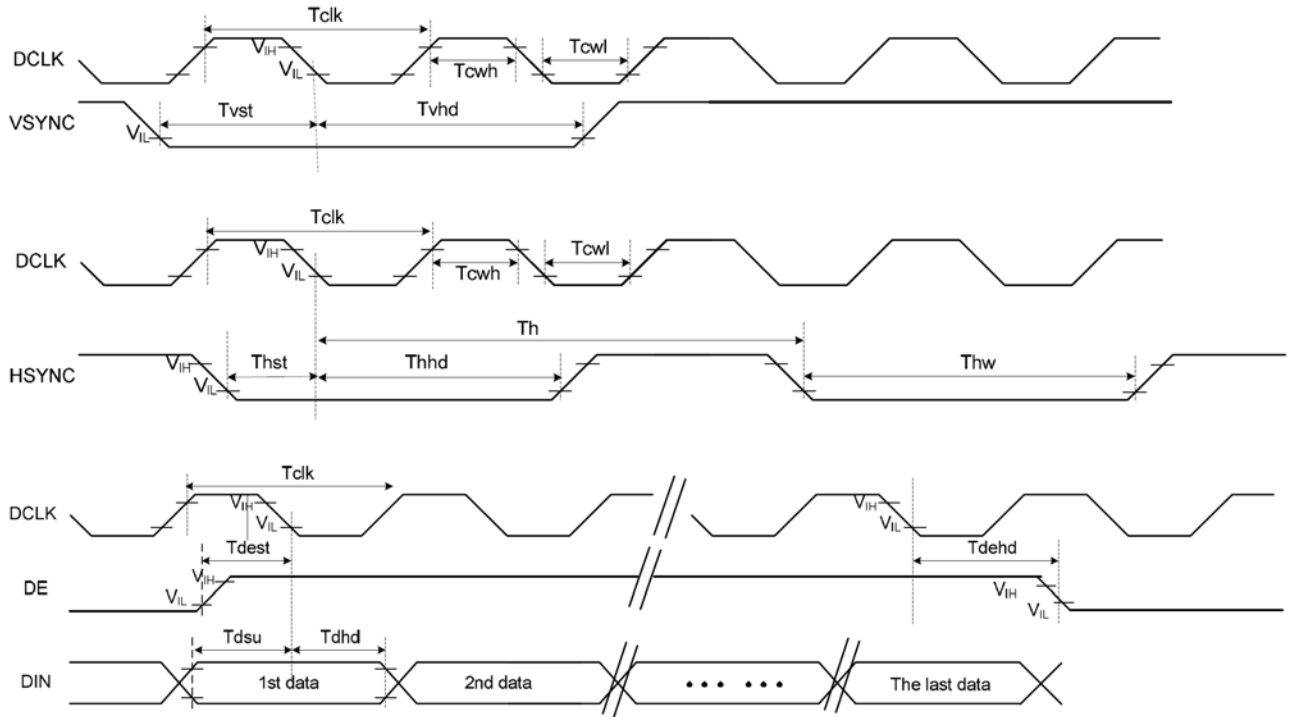 Tclk
DCLK VIH VIL Tcwh Tcwl
VSYNC VIL Tvst Tvhd
Tclk
DCLK VIH VIL Tcwh Tcwl
Th
HSYNC VIH VIL Thst Thhd Thw
Tclk
DCLK VIH VIL VIH VIL
Tdest Tdehd
DE VIH VIL VIH VIL
Tdsu Tdhd
DIN 1st data 2nd data ••• ••• The last data